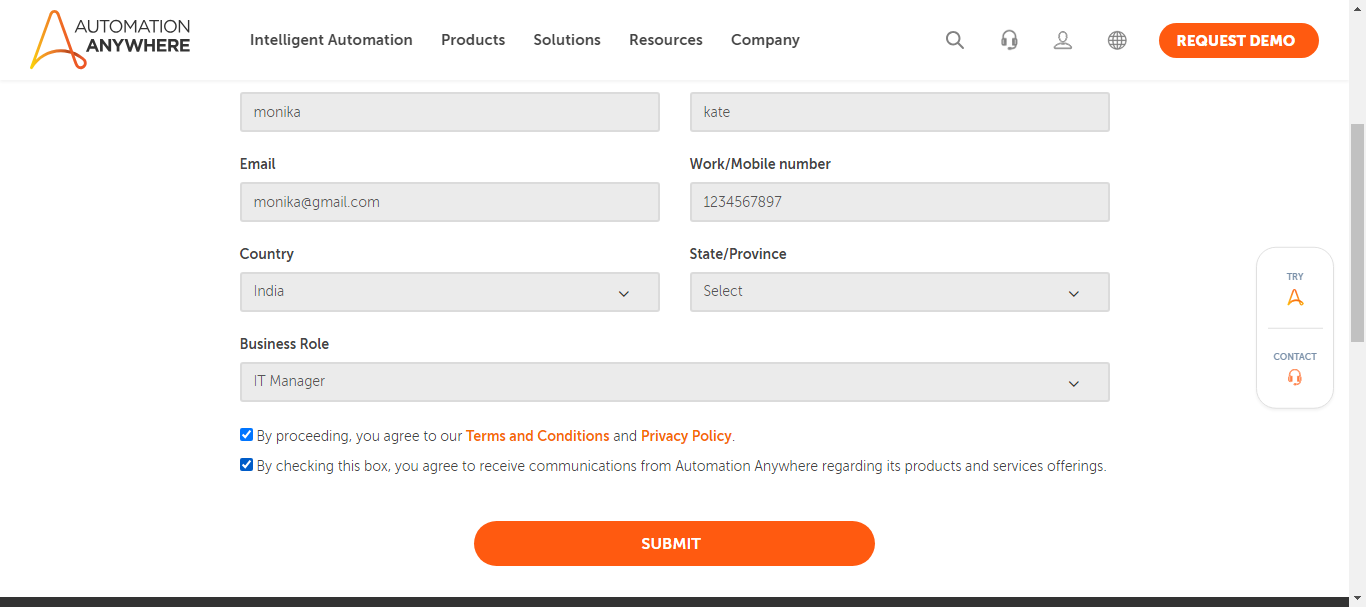 AUTOMATION
ANYWHERE
Intelligent Automation Products Solutions Resources Company REQUEST DEMO
monika kate
Email Work/Mobile number
monika@gmail.com 1234567897
Country State/Province
India Select
Business Role
IT Manager
By proceeding, you agree to our Terms and Conditions and Privacy Policy.
By checking this box, you agree to receive communications from Automation Anywhere regarding its products and services offerings.
SUBMIT
TRY
CONTACT